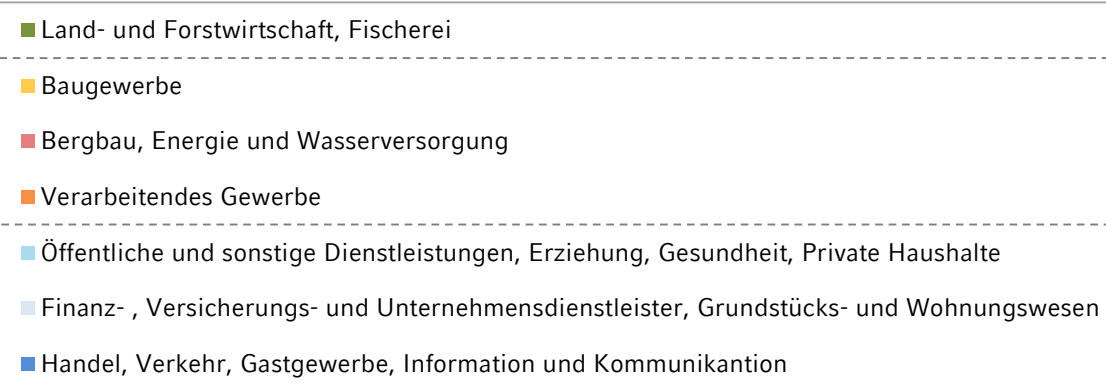 Land- und Forstwirtschaft, Fischerei
Baugewerbe
Bergbau, Energie und Wasserversorgung
Verarbeitendes Gewerbe
Öffentliche und sonstige Dienstleistungen, Erziehung, Gesundheit, Private Haushalte
Finanz- , Versicherungs- und Unternehmensdienstleister, Grundstücks- und Wohnungswesen
Handel, Verkehr, Gastgewerbe, Information und Kommunikantion